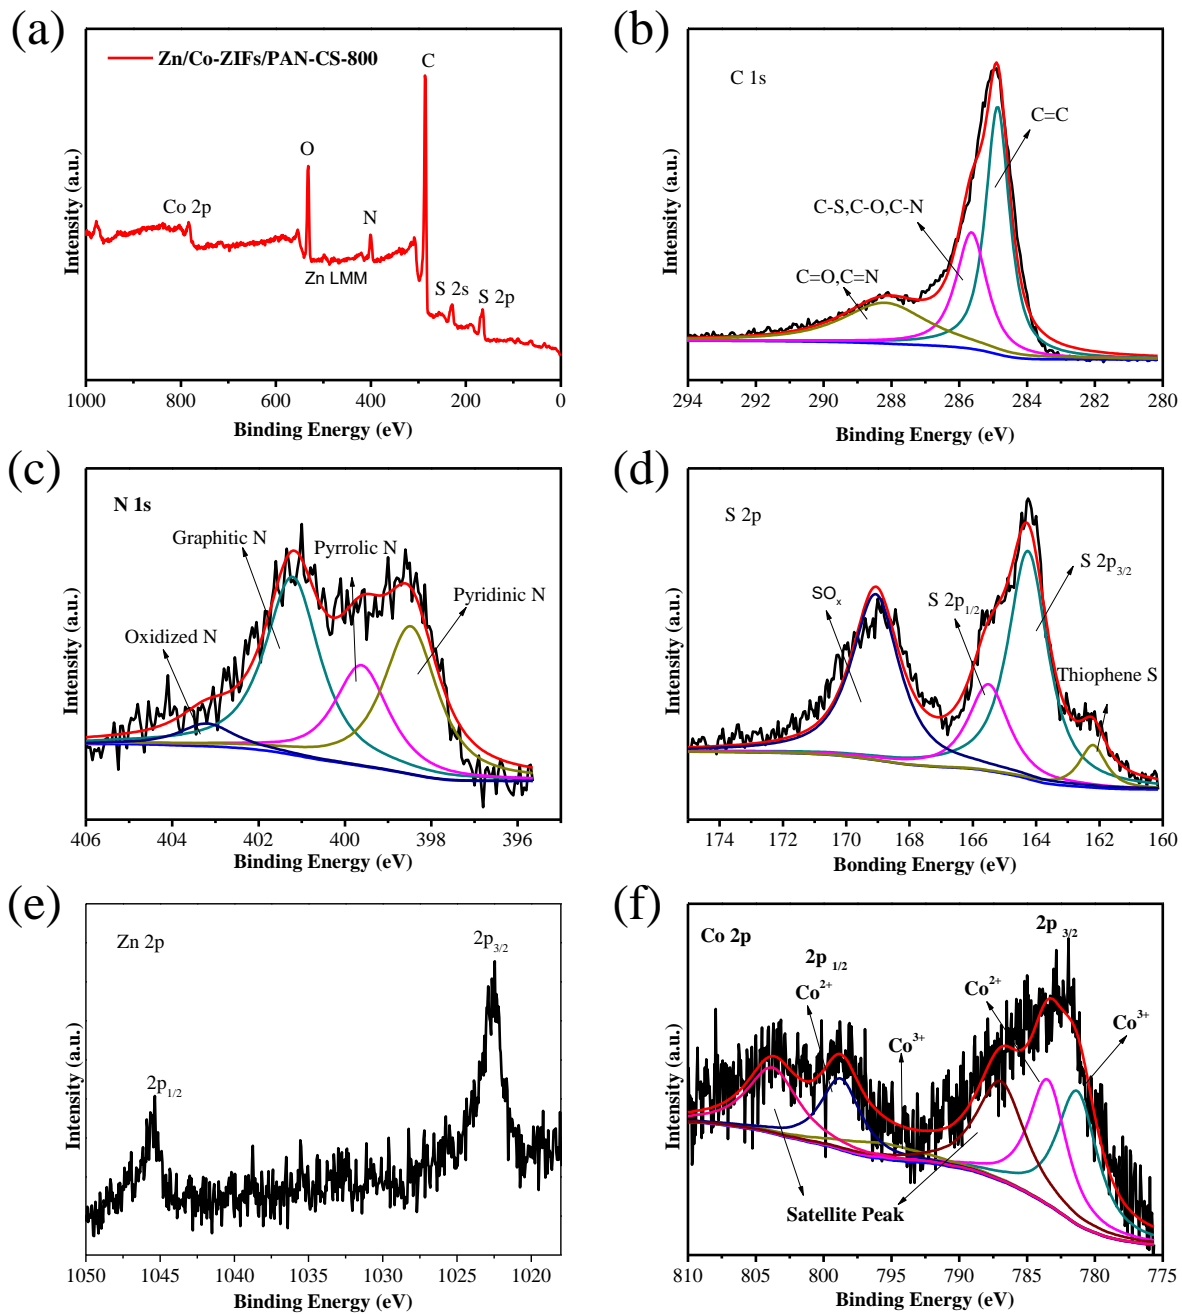 (a)
Zn/Co-ZIFs/PAN-CS-800
C
O
Co 2p
N
Zn LMM
S 2s
S 2p
Intensity (a.u.)
1000 800 600 400 200 0
Binding Energy (eV)
(b)
C 1s
C=C
C-S,C-O,C-N
C=O,C=N
Intensity (a.u.)
294 292 290 288 286 284 282 280
Binding Energy (eV)
(c)
N 1s
Graphitic N
Pyrrolic N
Pyridinic N
Oxidized N
Intensity (a.u.)
406 404 402 400 398 396
Binding Energy (eV)
(d)
S 2p
S 2p3/2
SOx
S 2p1/2
Thiophene S
Intensity (a.u.)
174 172 170 168 166 164 162 160
Bonding Energy (eV)
(e)
Zn 2p
2p3/2
2p1/2
Intensity (a.u.)
1050 1045 1040 1035 1030 1025 1020
Binding Energy (eV)
(f)
Co 2p
2p 3/2
2p 1/2
Co2+
Co2+
Co3+
Co3+
Satellite Peak
Intensity (a.u.)
810 805 800 795 790 785 780 775
Binding Energy (eV)